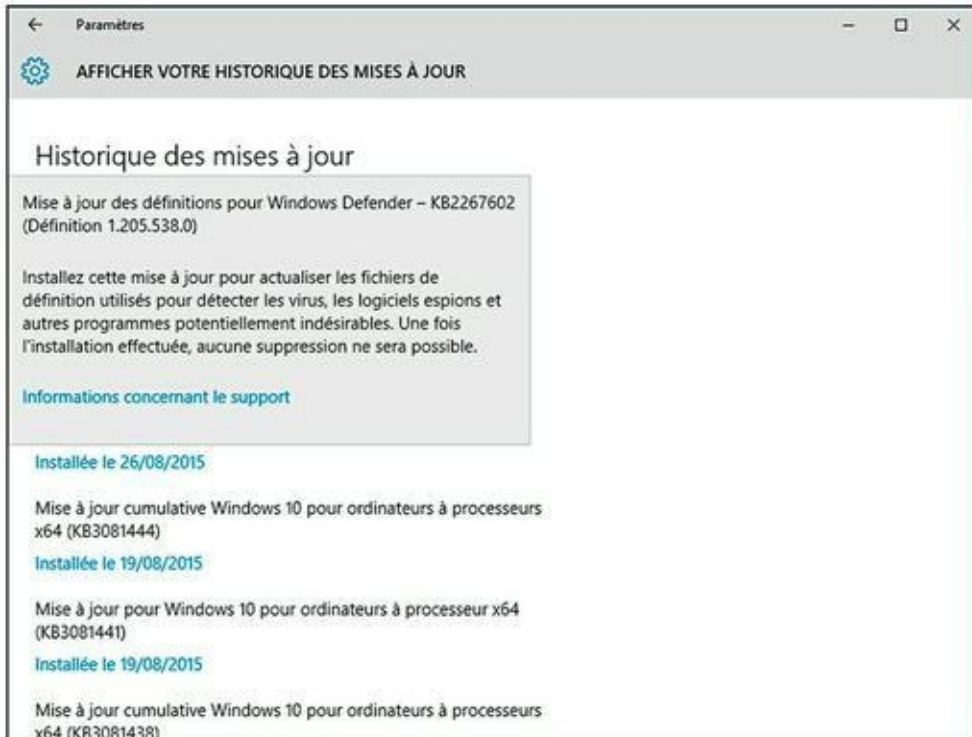 Paramètres
AFFICHER VOTRE HISTORIQUE DES MISES À JOUR
Historique des mises à jour
Mise à jour des définitions pour Windows Defender – KB2267602
(Définition 1.205.538.0)
Installez cette mise à jour pour actualiser les fichiers de
définition utilisés pour détecter les virus, les logiciels espions et
autres programmes potentiellement indésirables. Une fois
l'installation effectuée, aucune suppression ne sera possible.
Informations concernant le support
Installée le 26/08/2015
Mise à jour cumulative Windows 10 pour ordinateurs à processeurs
x64 (KB3081444)
Installée le 19/08/2015
Mise à jour pour Windows 10 pour ordinateurs à processeur x64
(KB3081441)
Installée le 19/08/2015
Mise à jour cumulative Windows 10 pour ordinateurs à processeurs
x64 (KB3081438)